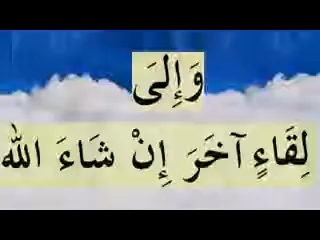 وَإِلَى
لِقَاءٍ آخَرَ إِنْ شَاءَ اللّٰه